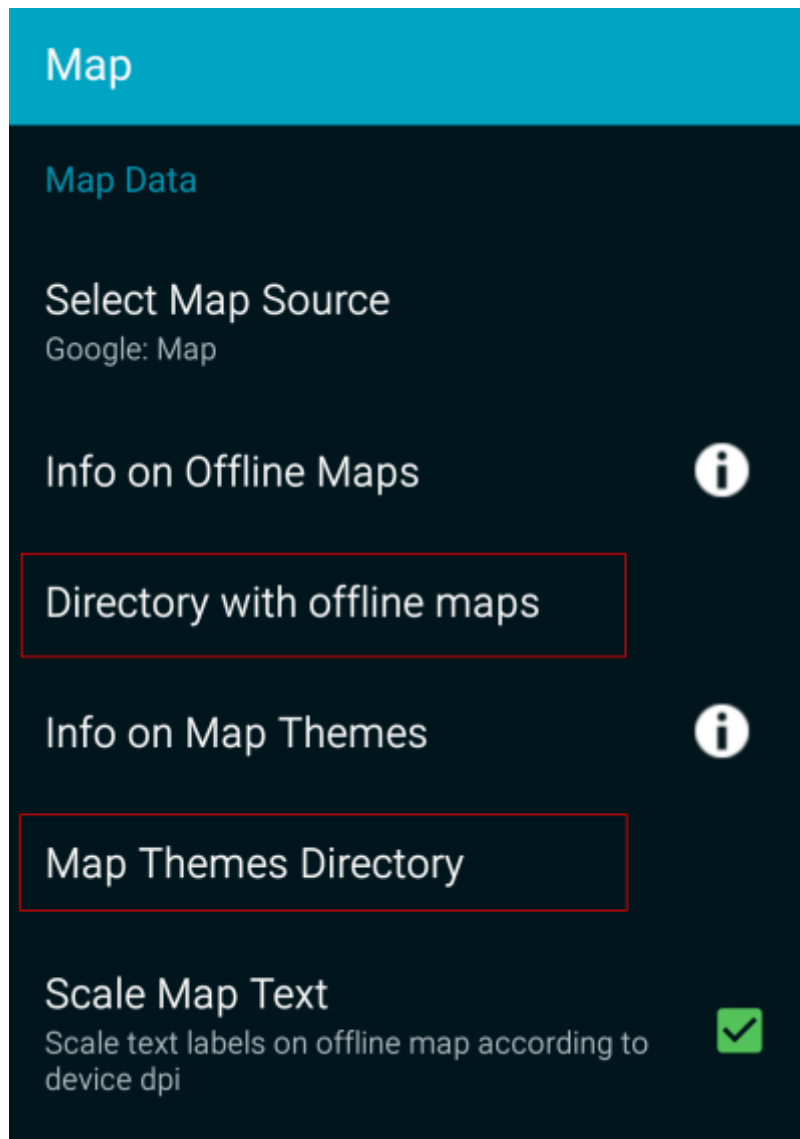 Map
Map Data
Select Map Source
Google: Map
Info on Offline Maps
Directory with offline maps
Info on Map Themes
Map Themes Directory
Scale Map Text
Scale text labels on offline map according to
device dpi